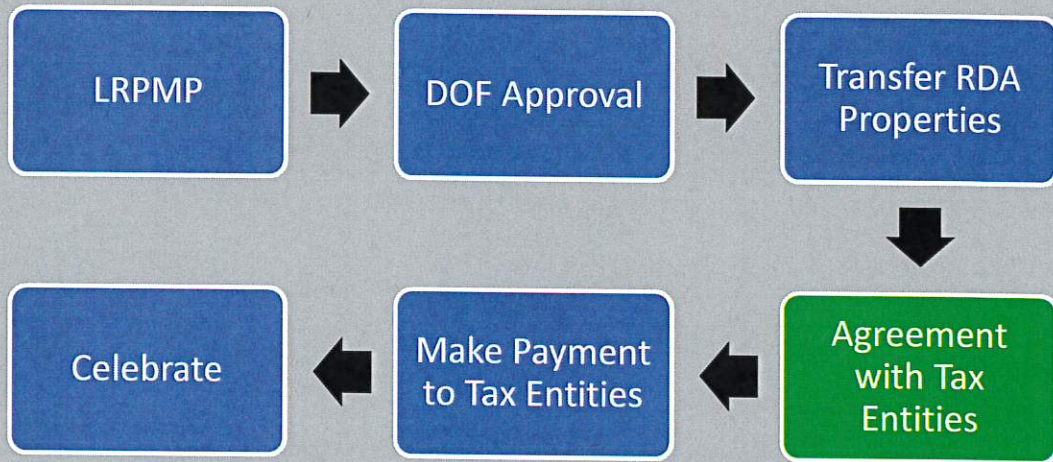 LRPMP
DOF Approval
Transfer RDA
Properties
Agreement
with Tax
Entities
Make Payment
to Tax Entities
Celebrate